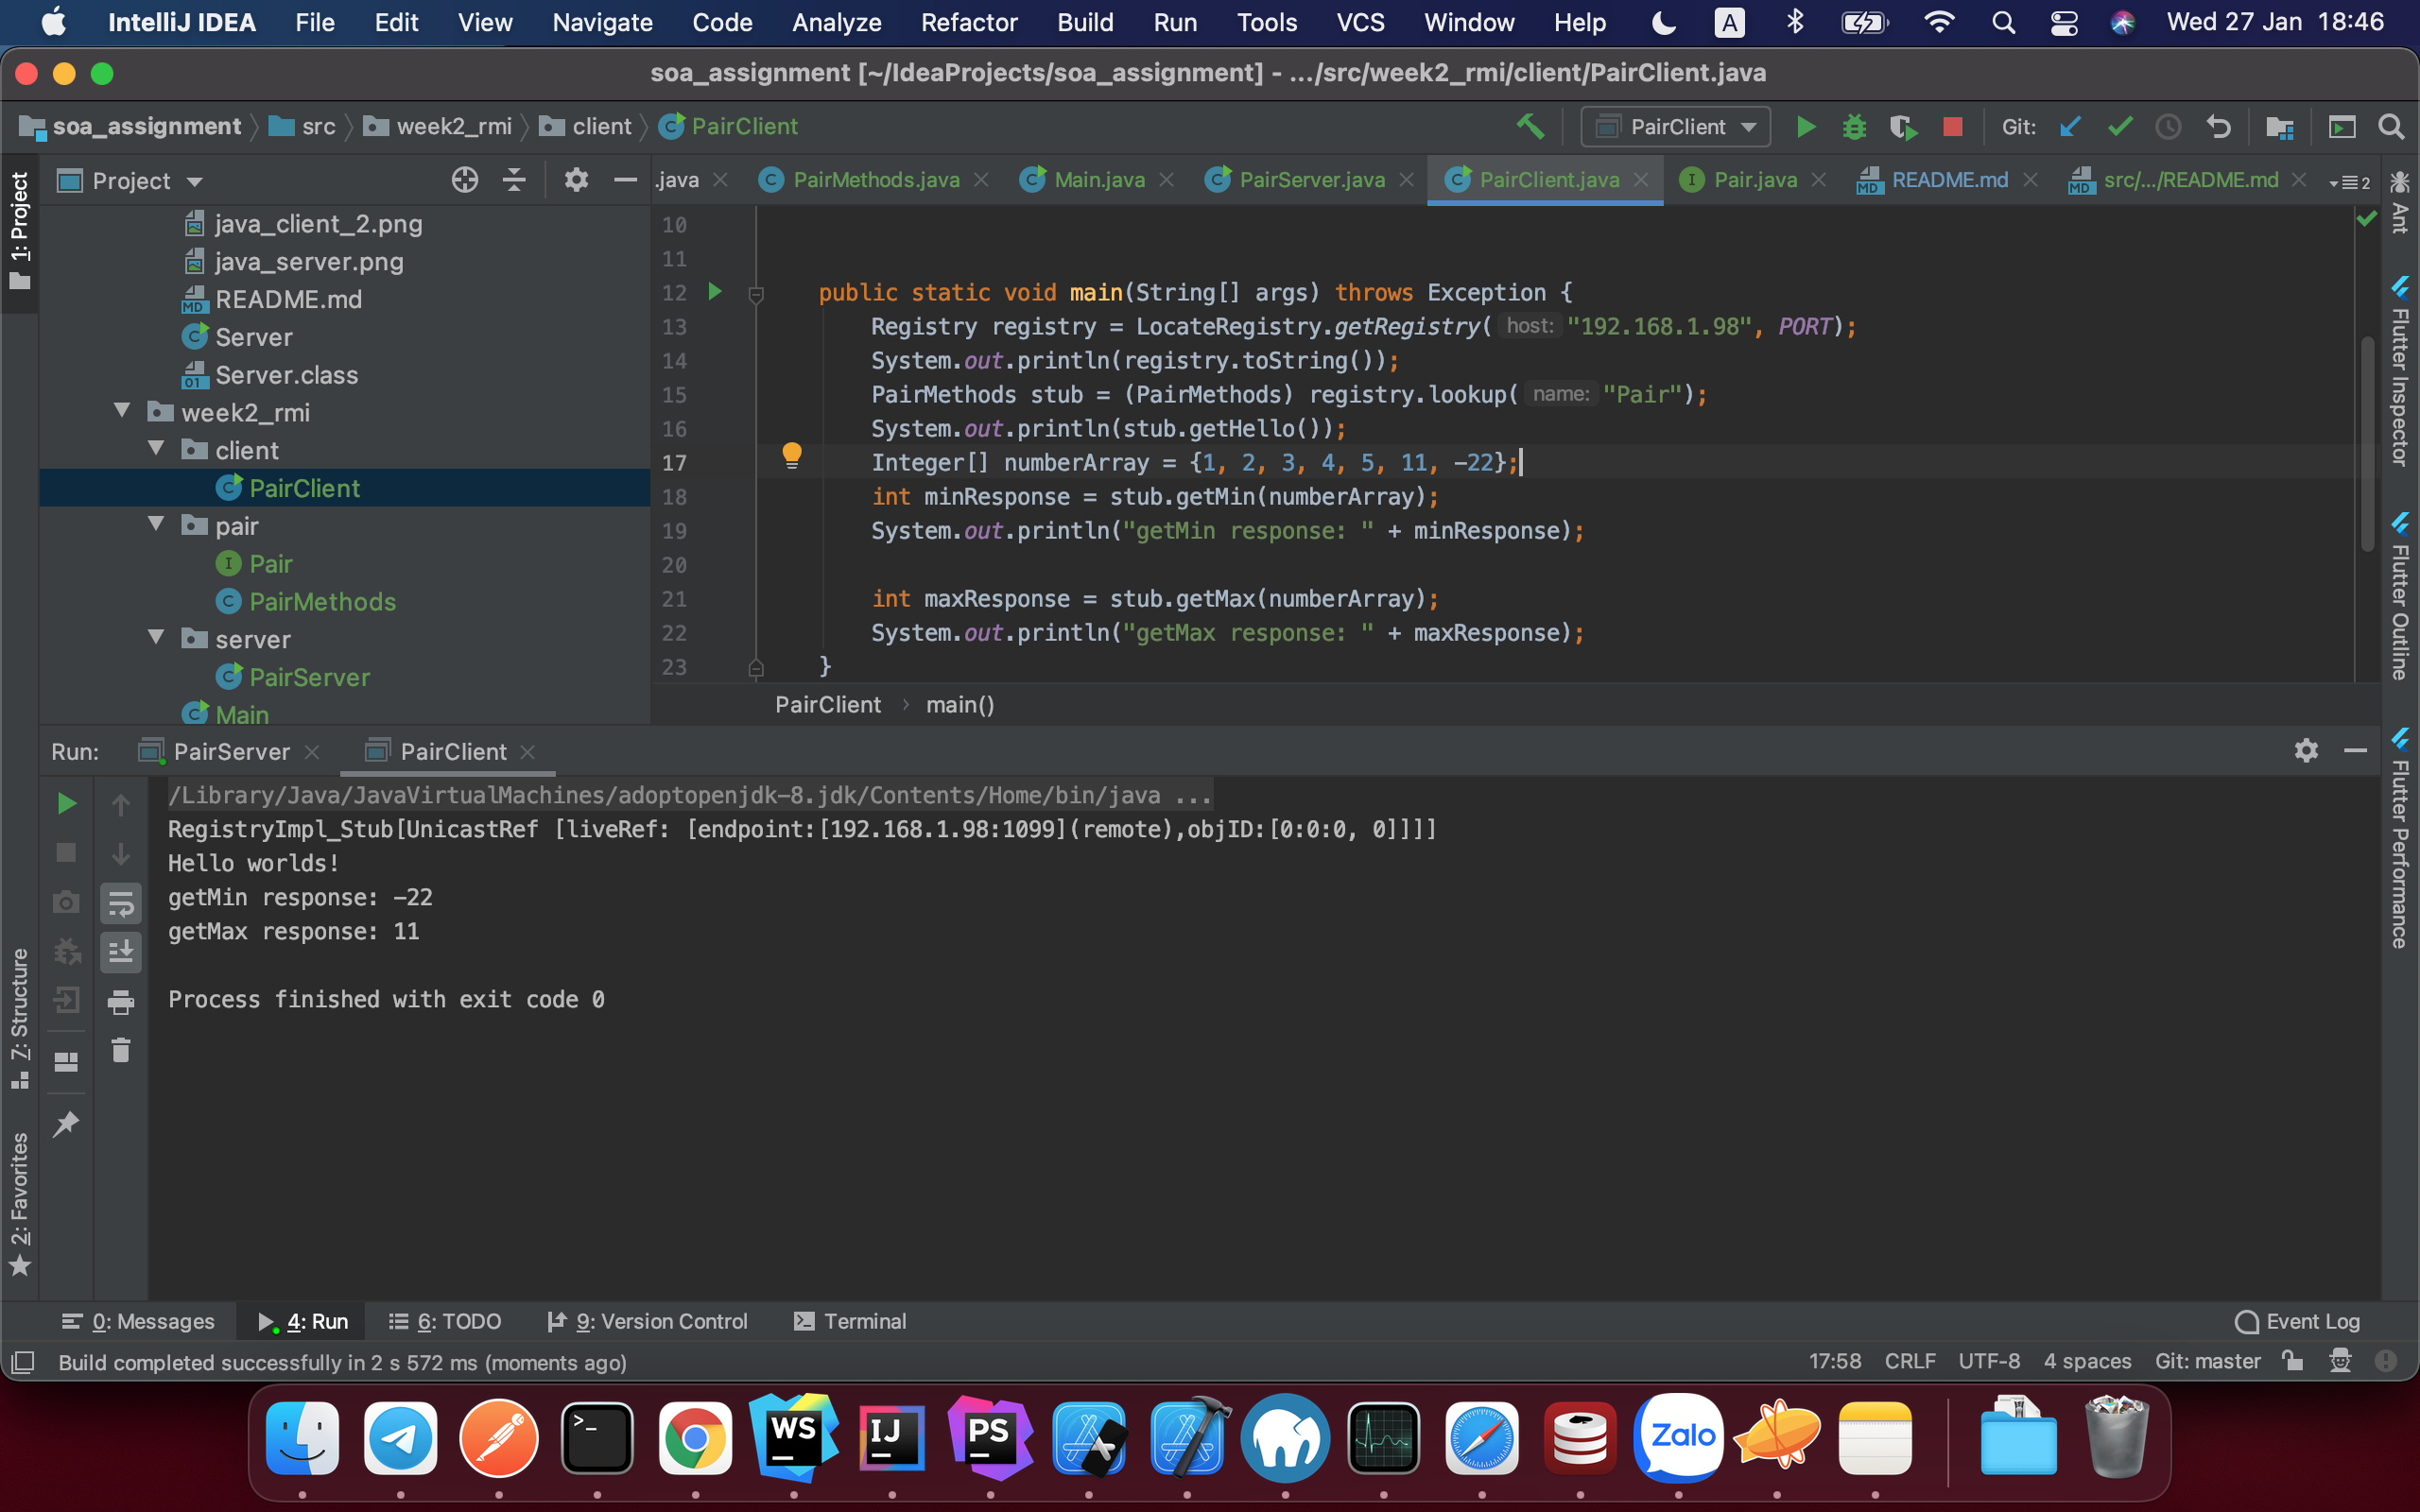 IntelliJ IDEA File Edit View Navigate Code Analyze Refactor Build Run Tools VCS Window Help A Wed 27 Jan 18:46
soa_assignment [~/IdeaProjects/soa_assignment] - .../src/week2_rmi/client/PairClient.java
soa_assignment src week2_rmi client PairClient PairClient Git:
1: Project
Project
.java PairMethods.java Main.java PairServer.java PairClient.java Pair.java README.md src/.../README.md 2
java_client_2.png
java_server.png
README.md
Server
Server.class
week2_rmi
client
PairClient
pair
Pair
PairMethods
server
PairServer
Main
10
11
12 public static void main(String[] args) throws Exception {
13 Registry registry = LocateRegistry.getRegistry( host: "192.168.1.98", PORT);
14 System.out.println(registry.toString());
15 PairMethods stub = (PairMethods) registry.lookup( name: "Pair");
16 System.out.println(stub.getHello());
17 Integer[] numberArray = {1, 2, 3, 4, 5, 11, -22};
18 int minResponse = stub.getMin(numberArray);
19 System.out.println("getMin response: " + minResponse);
20
21 int maxResponse = stub.getMax(numberArray);
22 System.out.println("getMax response: " + maxResponse);
23 }
PairClient › main()
Ant
Flutter Inspector
Flutter Outline
Flutter Performance
Run: PairServer PairClient
/Library/Java/JavaVirtualMachines/adoptopenjdk-8.jdk/Contents/Home/bin/java ...
RegistryImpl_Stub[UnicastRef [liveRef: [endpoint:[192.168.1.98:1099](remote),objID:[0:0:0, 0]]]]
Hello worlds!
getMin response: -22
getMax response: 11
Process finished with exit code 0
7: Structure
2: Favorites
0: Messages 4: Run 6: TODO 9: Version Control Terminal Event Log
Build completed successfully in 2 s 572 ms (moments ago) 17:58 CRLF UTF-8 4 spaces Git: master
WS IJ PS Zalo